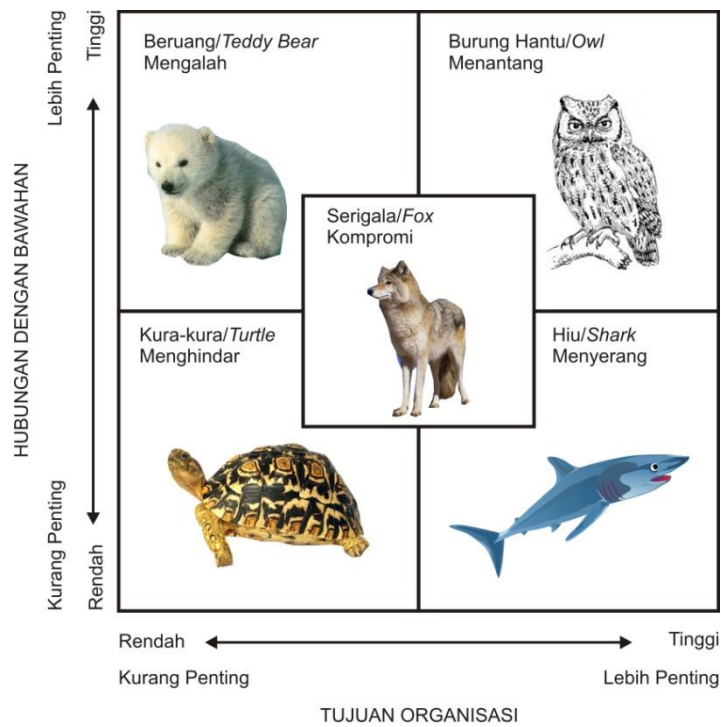 Lebih Penting
Tinggi
HUBUNGAN DENGAN BAWAHAN
Kurang Penting
Rendah
Beruang/Teddy Bear
Mengalah
Burung Hantu/Owl
Menantang
Serigala/Fox
Kompromi
Kura-kura/Turtle
Menghindar
Hiu/Shark
Menyerang
Rendah
Tinggi
Kurang Penting
Lebih Penting
TUJUAN ORGANISASI